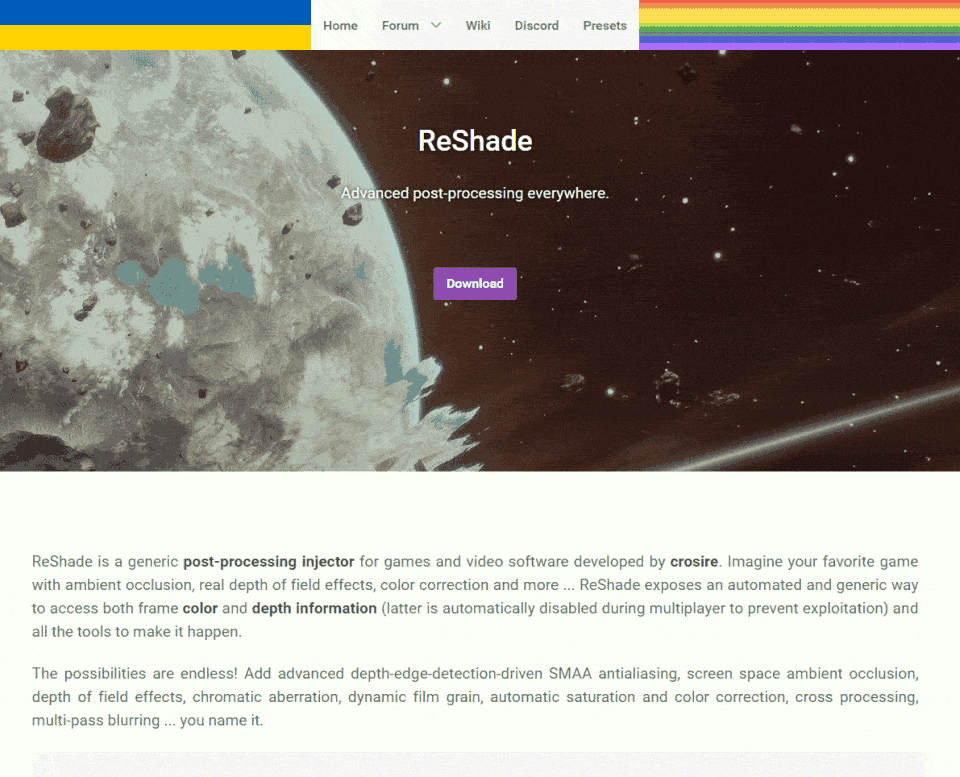 Home Forum Wiki Discord Presets
ReShade
Advanced post-processing everywhere.
Download
ReShade is a generic post-processing injector for games and video software developed by crosire. Imagine your favorite game
with ambient occlusion, real depth of field effects, color correction and more ... ReShade exposes an automated and generic way
to access both frame color and depth information (latter is automatically disabled during multiplayer to prevent exploitation) and
all the tools to make it happen.
The possibilities are endless! Add advanced depth-edge-detection-driven SMAA antialiasing, screen space ambient occlusion,
depth of field effects, chromatic aberration, dynamic film grain, automatic saturation and color correction, cross processing,
multi-pass blurring ... you name it.